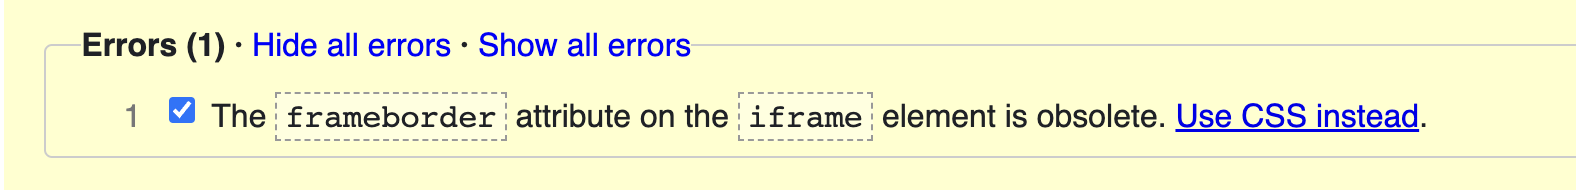 Errors (1) · Hide all errors · Show all errors
1 The frameborder attribute on the iframe element is obsolete. Use CSS instead.